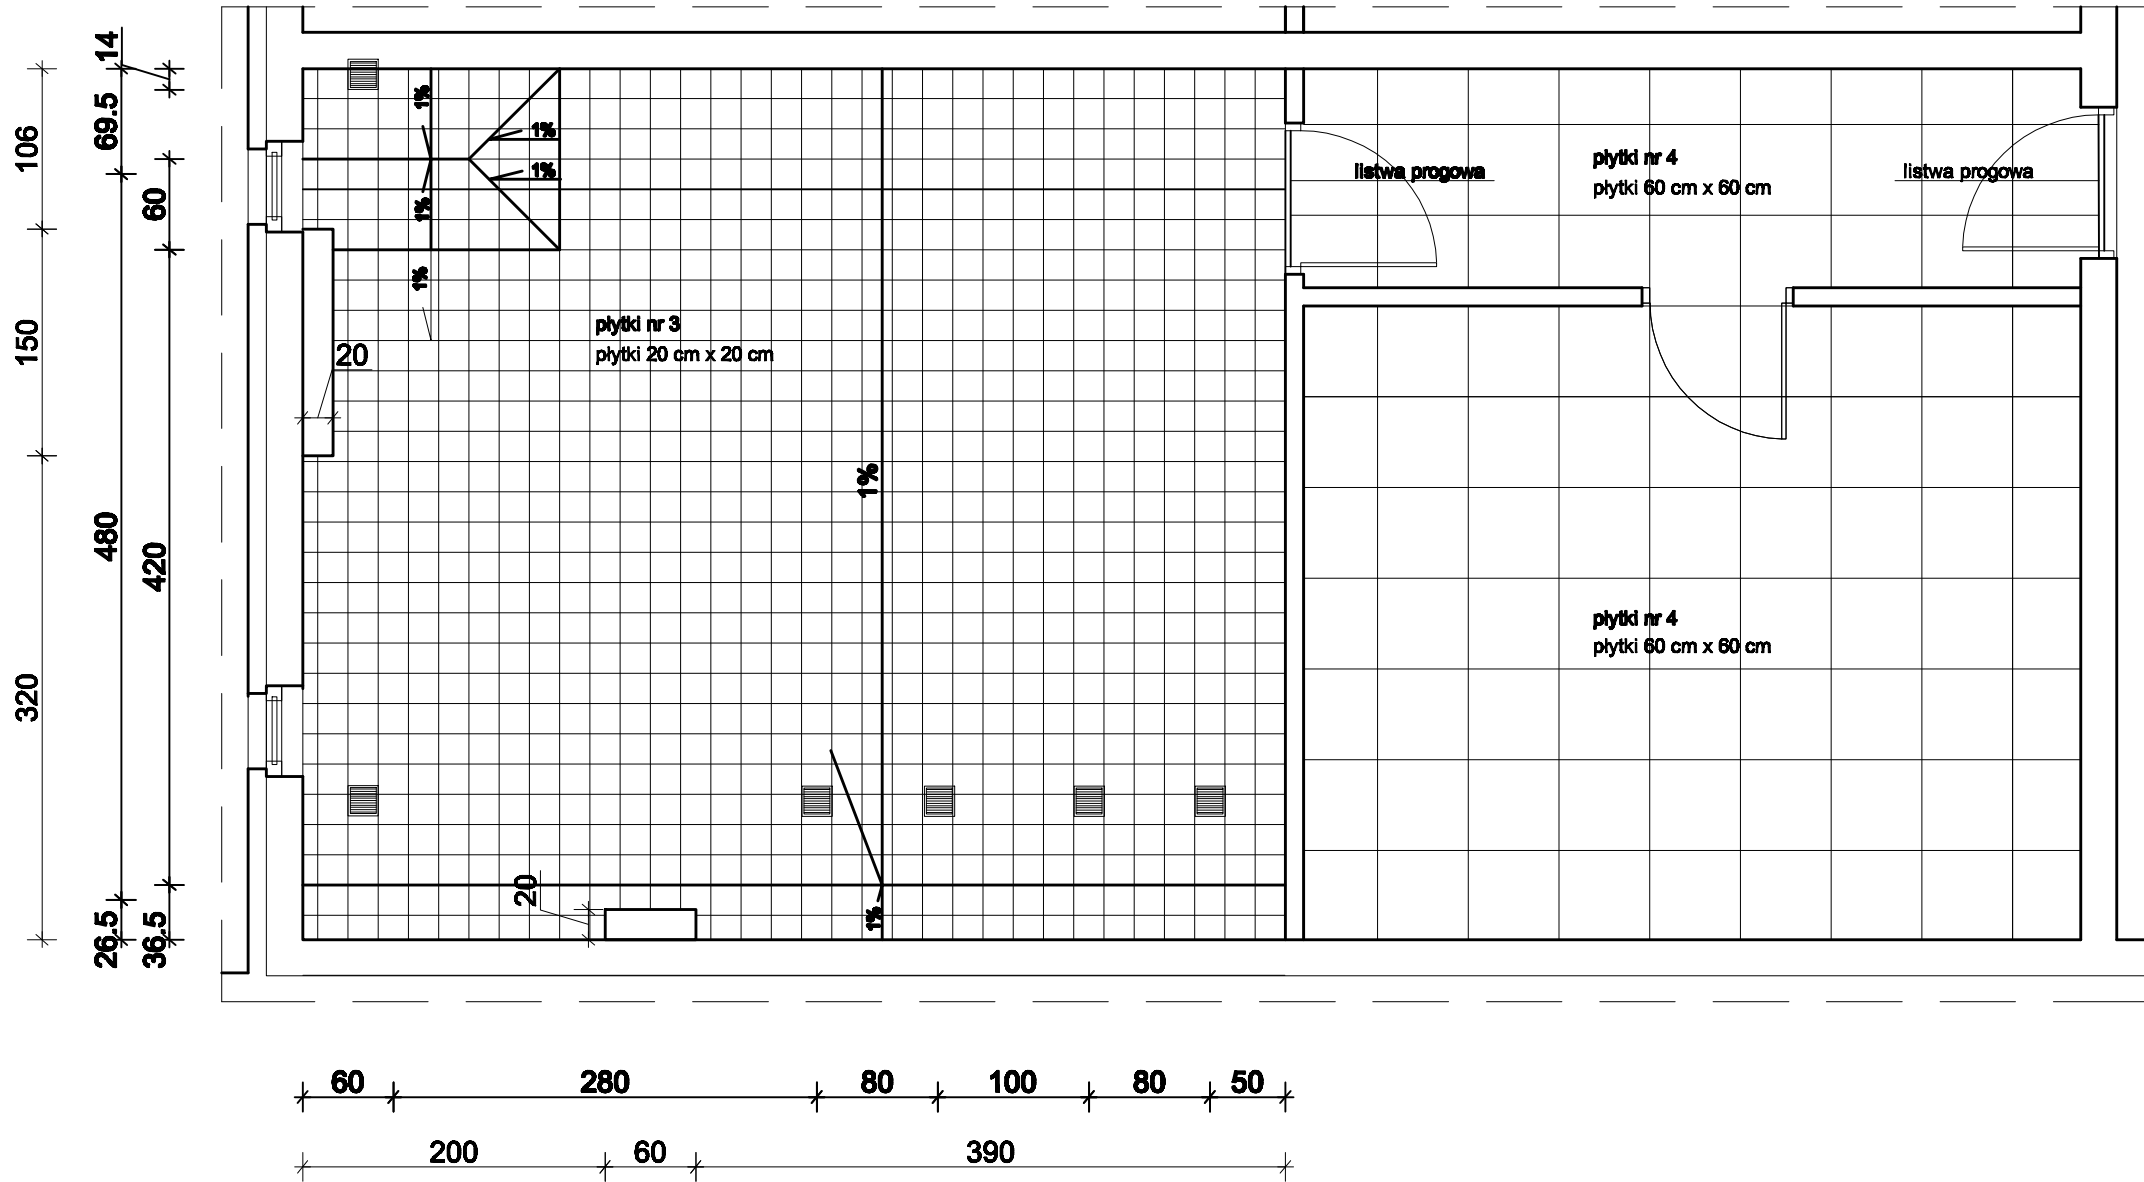 14
69.5
106
60
150
480
420
320
26.5
36.5
1%
1%
1%
1%
1%
20
płytki nr 3
płytki 20 cm x 20 cm
1%
20
1%
listwa progowa
płytki nr 4
płytki 60 cm x 60 cm
listwa progowa
płytki nr 4
płytki 60 cm x 60 cm
60 280 80 100 80 50
200 60 390